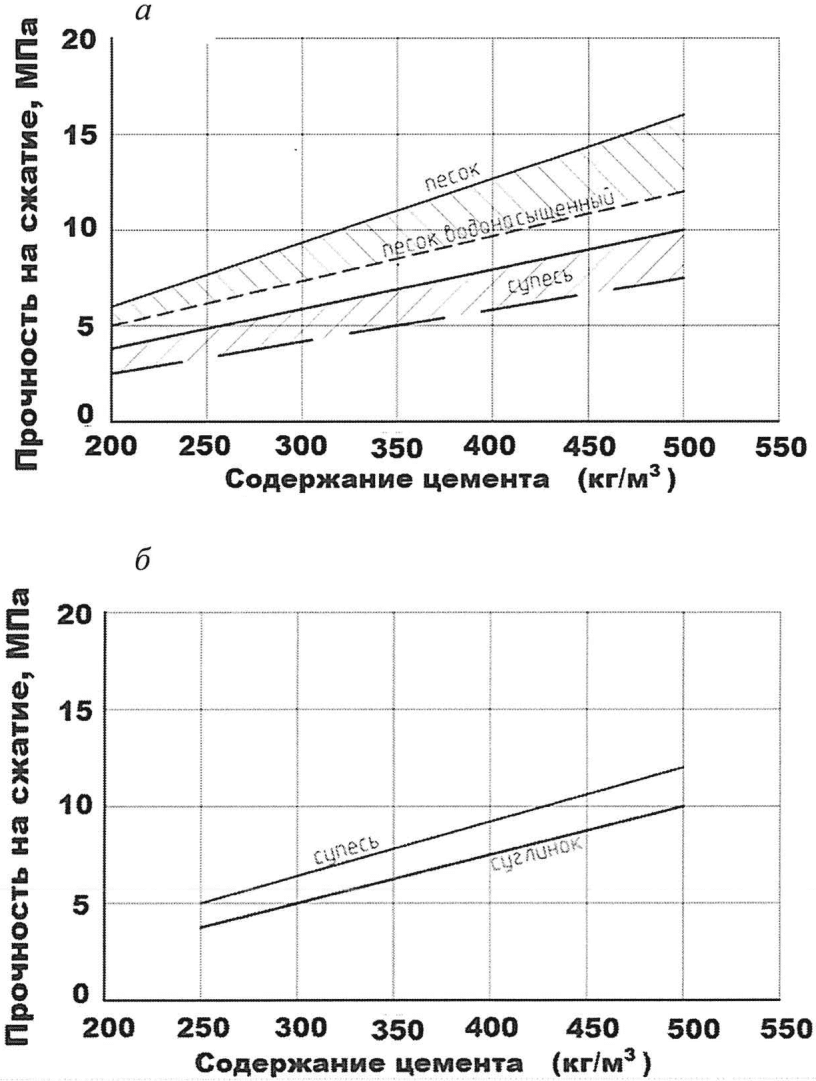 а
Прочность на сжатие, МПа
20
15
10
5
0
песок
песок водонасыщенный
супесь
200 250 300 350 400 450 500 550
Содержание цемента (кг/м³)
б
Прочность на сжатие, МПа
20
15
10
5
0
супесь
суглинок
200 250 300 350 400 450 500 550
Содержание цемента (кг/м³)